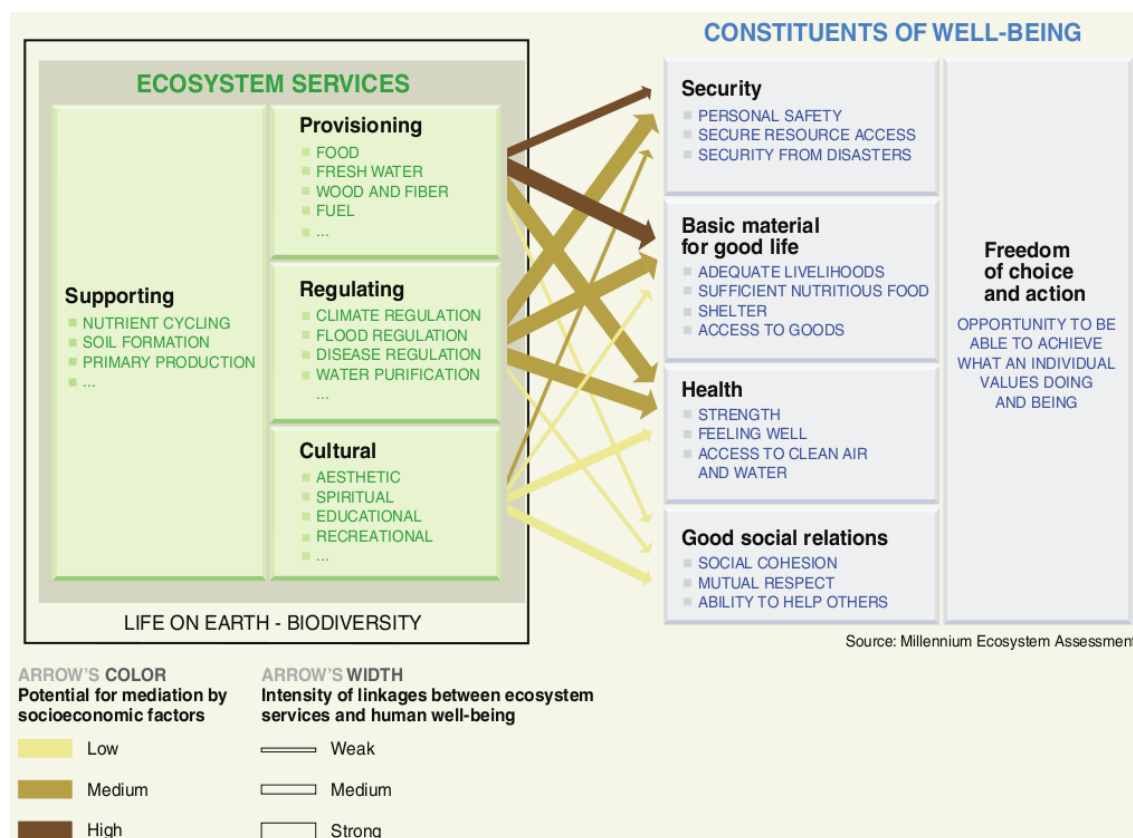 CONSTITUENTS OF WELL-BEING
ECOSYSTEM SERVICES
Supporting
NUTRIENT CYCLING
SOIL FORMATION
PRIMARY PRODUCTION
...
Provisioning
FOOD
FRESH WATER
WOOD AND FIBER
FUEL
...
Regulating
CLIMATE REGULATION
FLOOD REGULATION
DISEASE REGULATION
WATER PURIFICATION
...
Cultural
AESTHETIC
SPIRITUAL
EDUCATIONAL
RECREATIONAL
...
LIFE ON EARTH - BIODIVERSITY
Security
PERSONAL SAFETY
SECURE RESOURCE ACCESS
SECURITY FROM DISASTERS
Basic material
for good life
ADEQUATE LIVELIHOODS
SUFFICIENT NUTRITIOUS FOOD
SHELTER
ACCESS TO GOODS
Health
STRENGTH
FEELING WELL
ACCESS TO CLEAN AIR
AND WATER
Good social relations
SOCIAL COHESION
MUTUAL RESPECT
ABILITY TO HELP OTHERS
Freedom
of choice
and action
OPPORTUNITY TO BE
ABLE TO ACHIEVE
WHAT AN INDIVIDUAL
VALUES DOING
AND BEING
Source: Millennium Ecosystem Assessment
ARROW'S COLOR
Potential for mediation by
socioeconomic factors
Low
Medium
High
ARROW'S WIDTH
Intensity of linkages between ecosystem
services and human well-being
Weak
Medium
Strong